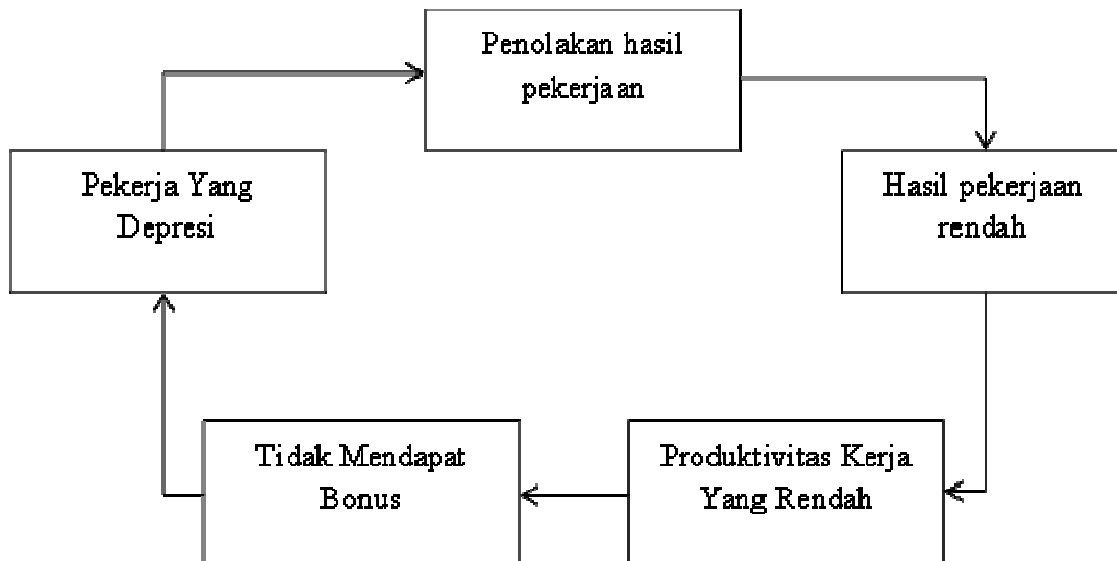 Penolakan hasil
pekerjaan
Pekerja Yang
Depresi
Hasil pekerjaan
rendah
Tidak Mendapat
Bonus
Produktivitas Kerja
Yang Rendah